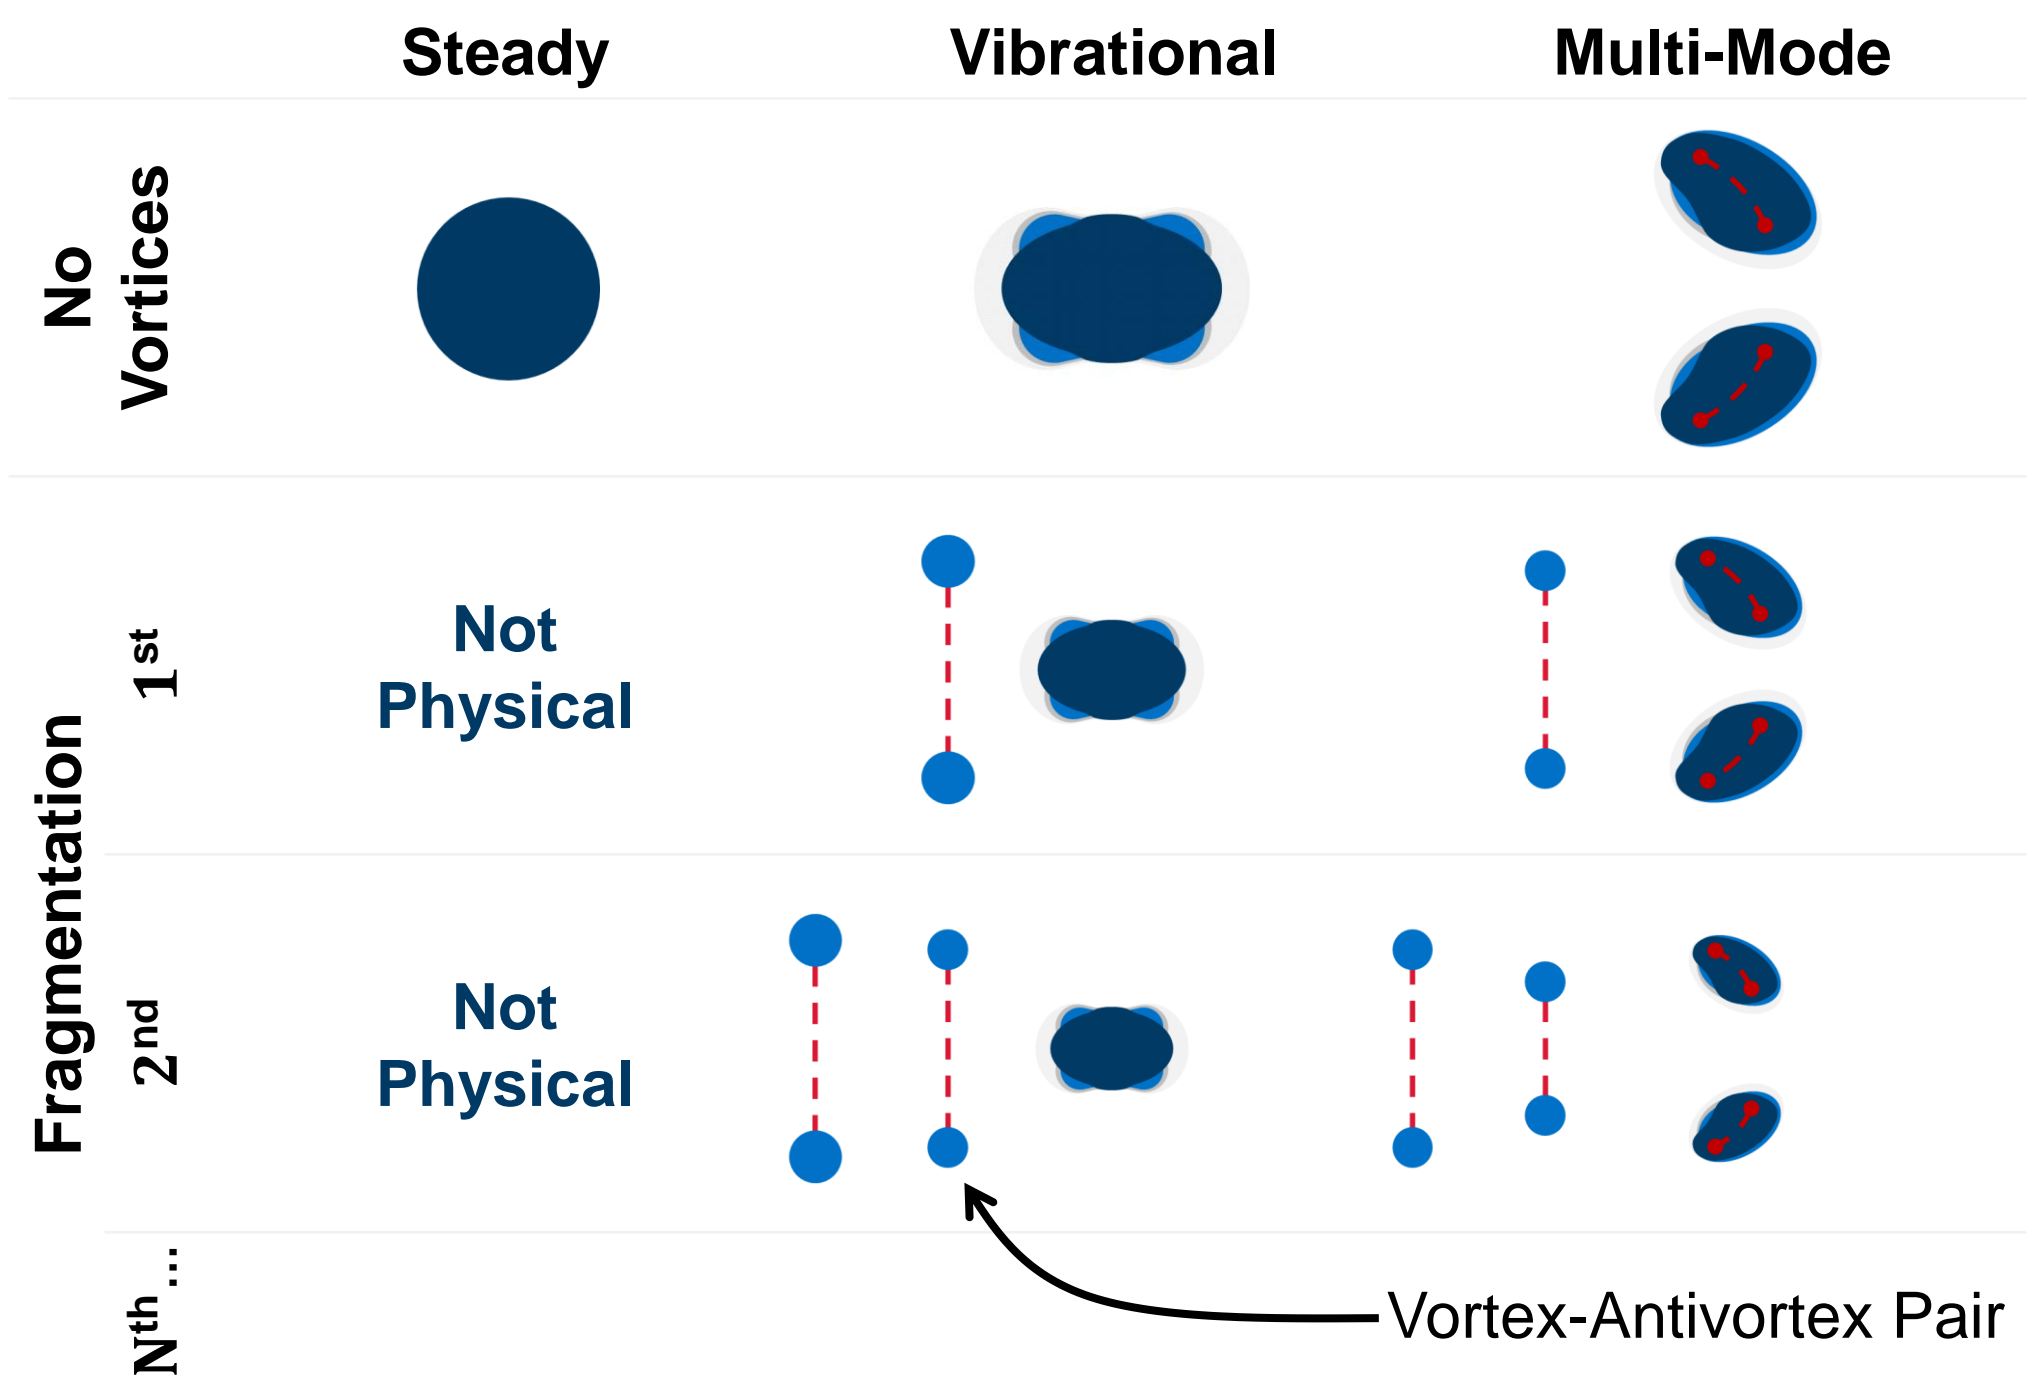 Steady
Vibrational
Multi-Mode
No
Vortices
Fragmentation
1st
Not
Physical
2nd
Not
Physical
Nth ...
Vortex-Antivortex Pair